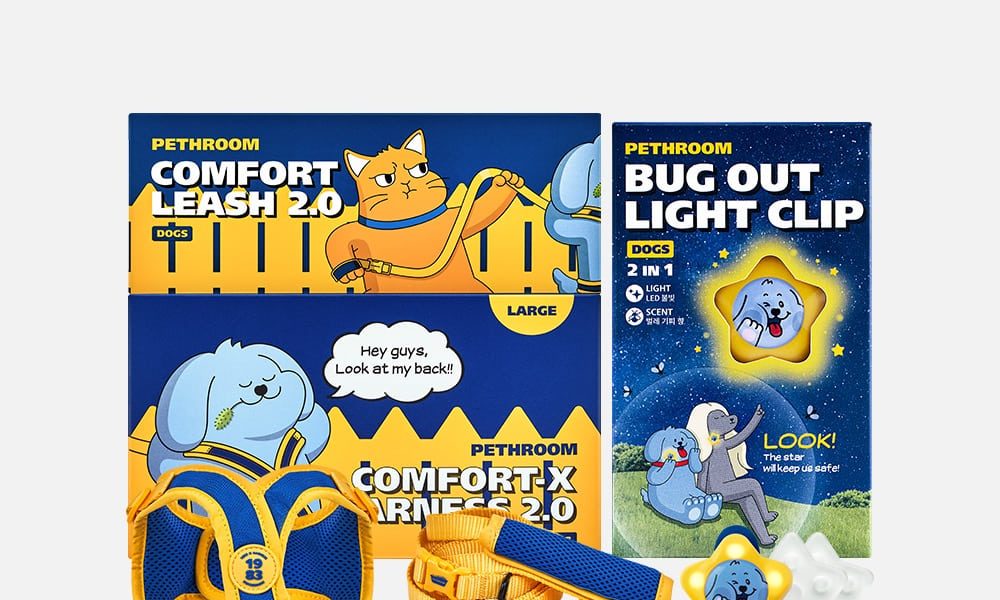 PETHROOM
COMFORT
LEASH 2.0
DOGS
LARGE
Hey guys,
Look at my back!!
PETHROOM
COMFORT-X
HARNESS 2.0
PETHROOM
BUG OUT
LIGHT CLIP
DOGS
2 IN 1
LIGHT
LED 불빛
SCENT
벌레 기피 향
LOOK!
The star
will keep us safe!
19
83